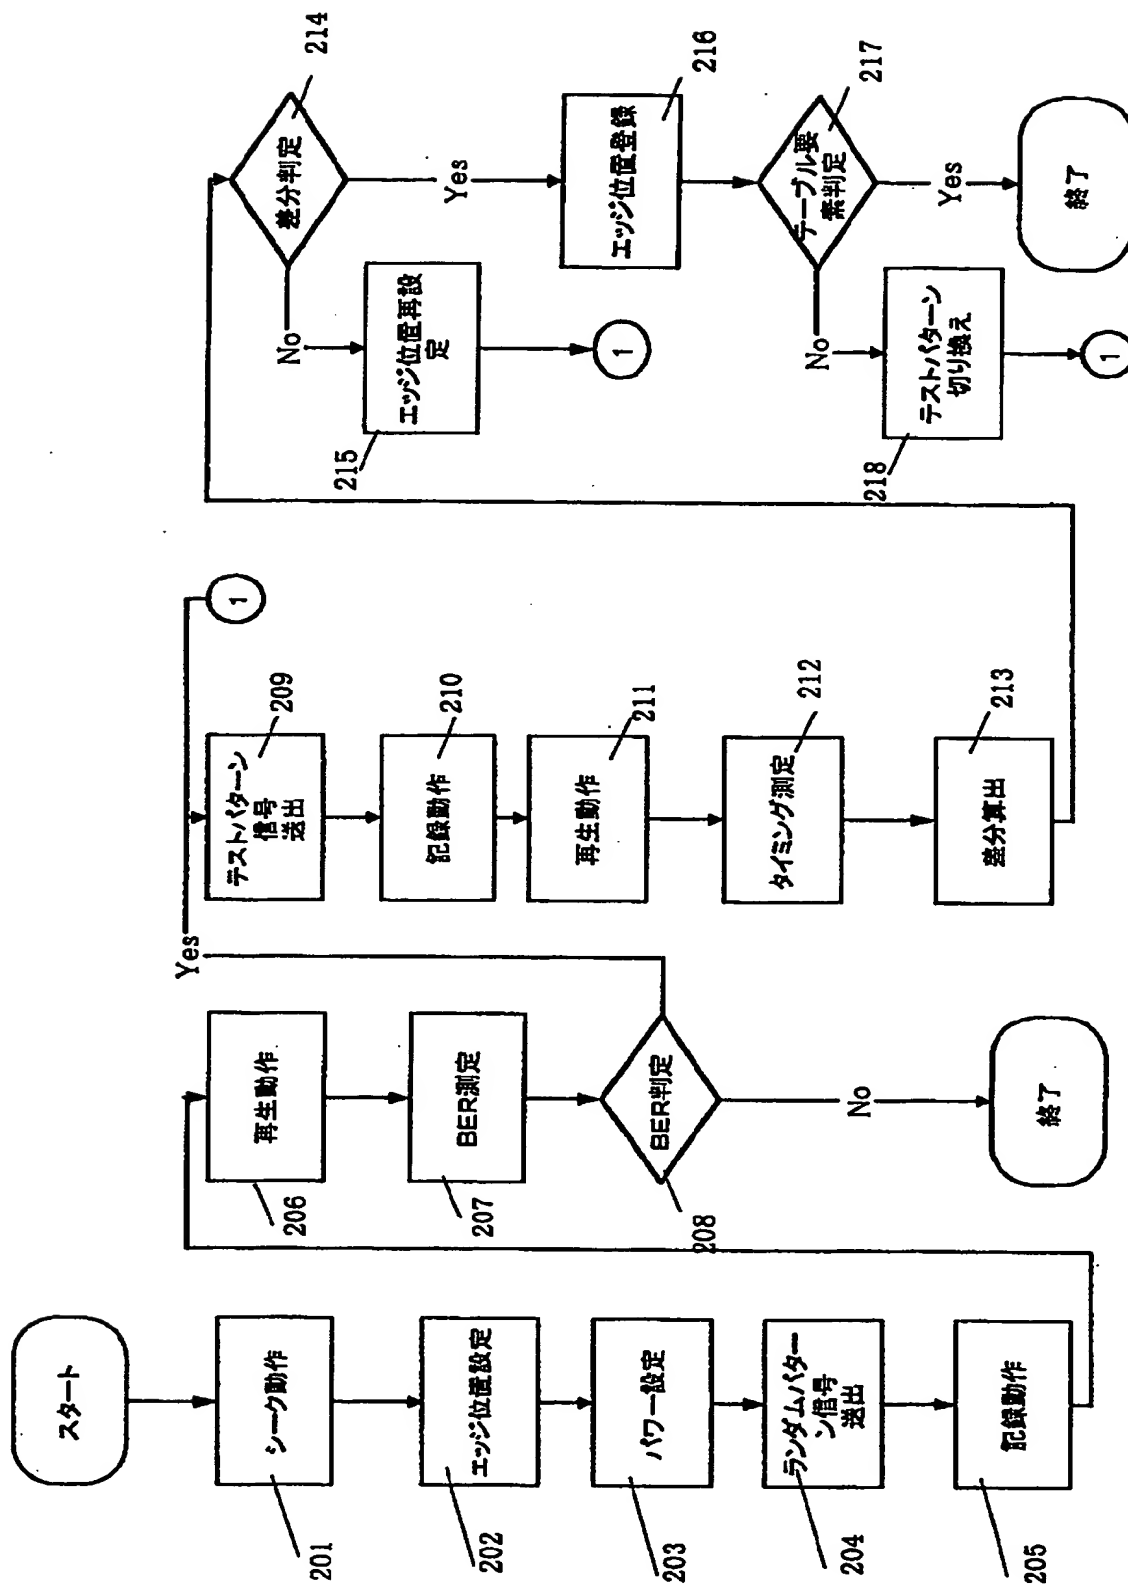 スタート
シーク動作
201
エッジ位置設定
202
パワー設定
203
ランダムパター
ン信号
送出
204
記録動作
205
再生動作
206
BER測定
207
BER判定
208
Yes
No
終了
1
テストパターン
信号
送出
209
記録動作
210
再生動作
211
タイミング測定
212
差分算出
213
差分判定
214
No
Yes
エッジ位置再設
定
215
1
エッジ位置登録
216
テーブル要
素判定
217
No
Yes
テストパターン
切り換え
218
1
終了